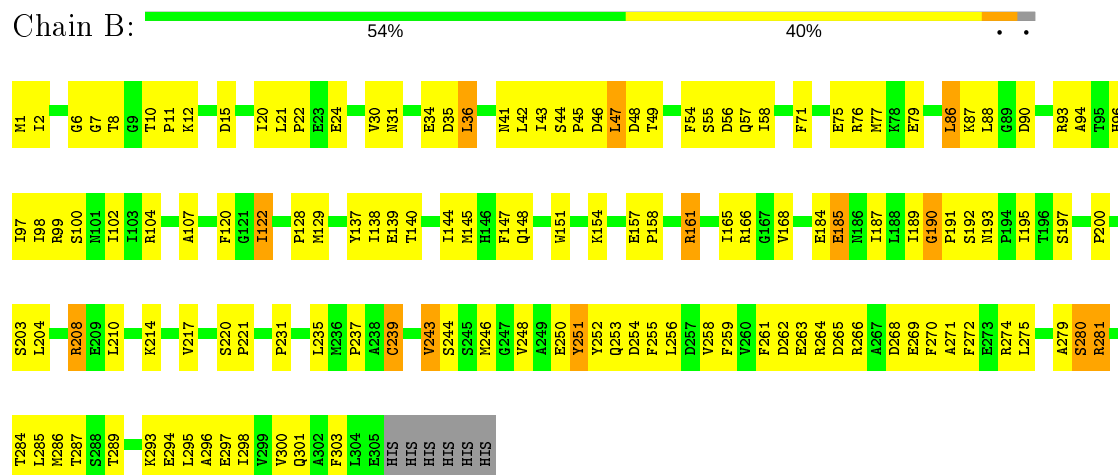 Chain B:
54% 40% • •
M1 I2 G6 G7 T8 G9 T10 P11 K12 D15 I20 L21 P22 E23 E24 V30 N31 E34 D35 L36 N41 L42 I43 S44 P45 D46 L47 D48 T49 F54 S55 D56 Q57 I58 F71 E75 R76 M77 K78 E79 L86 K87 L88 G89 D90 R93 A94 T95 H96
I97 I98 R99 S100 N101 I102 I103 R104 A107 F120 G121 I122 P128 M129 Y137 I138 E139 T140 I144 M145 H146 F147 Q148 W151 K154 E157 P158 R161 I165 R166 G167 V168 E184 E185 N186 I187 L188 I189 G190 P191 S192 N193 P194 I195 T196 S197 P200
S203 L204 R208 E209 L210 K214 V217 S220 P221 P231 L235 M236 P237 A238 C239 V243 S244 S245 M246 G247 V248 A249 E250 Y251 Y252 Q253 D254 F255 L256 D257 V258 F259 V260 F261 D262 E263 R264 D265 R266 A267 D268 E269 F270 A271 F272 E273 R274 L275 A279 S280 R281
T284 L285 M286 T287 S288 T289 K293 E294 L295 A296 E297 I298 V299 V300 Q301 A302 F303 L304 E305 HIS HIS HIS HIS HIS HIS